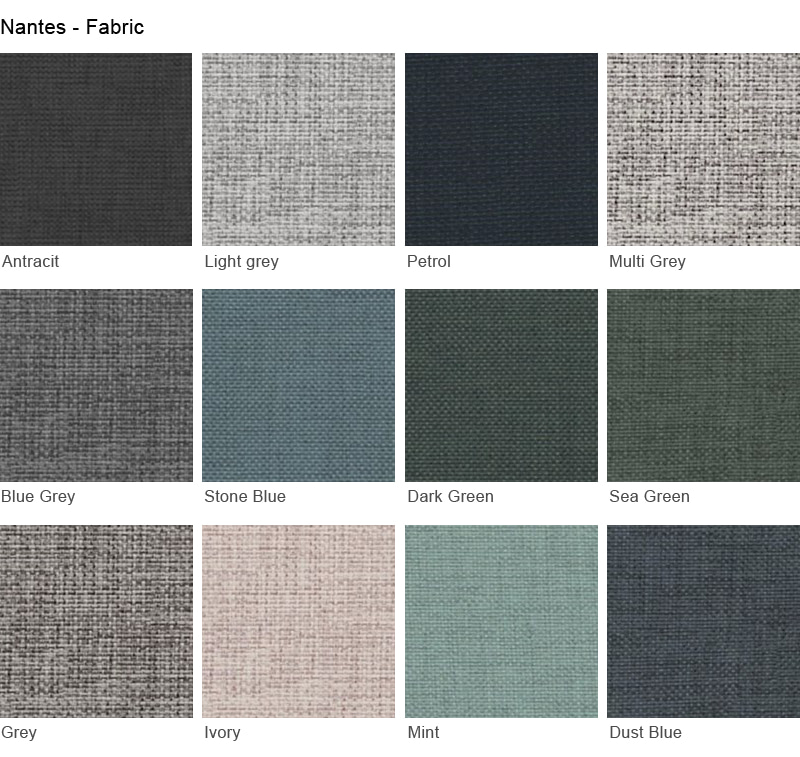 Nantes - Fabric
Antracit
Light grey
Petrol
Multi Grey
Blue Grey
Stone Blue
Dark Green
Sea Green
Grey
Ivory
Mint
Dust Blue